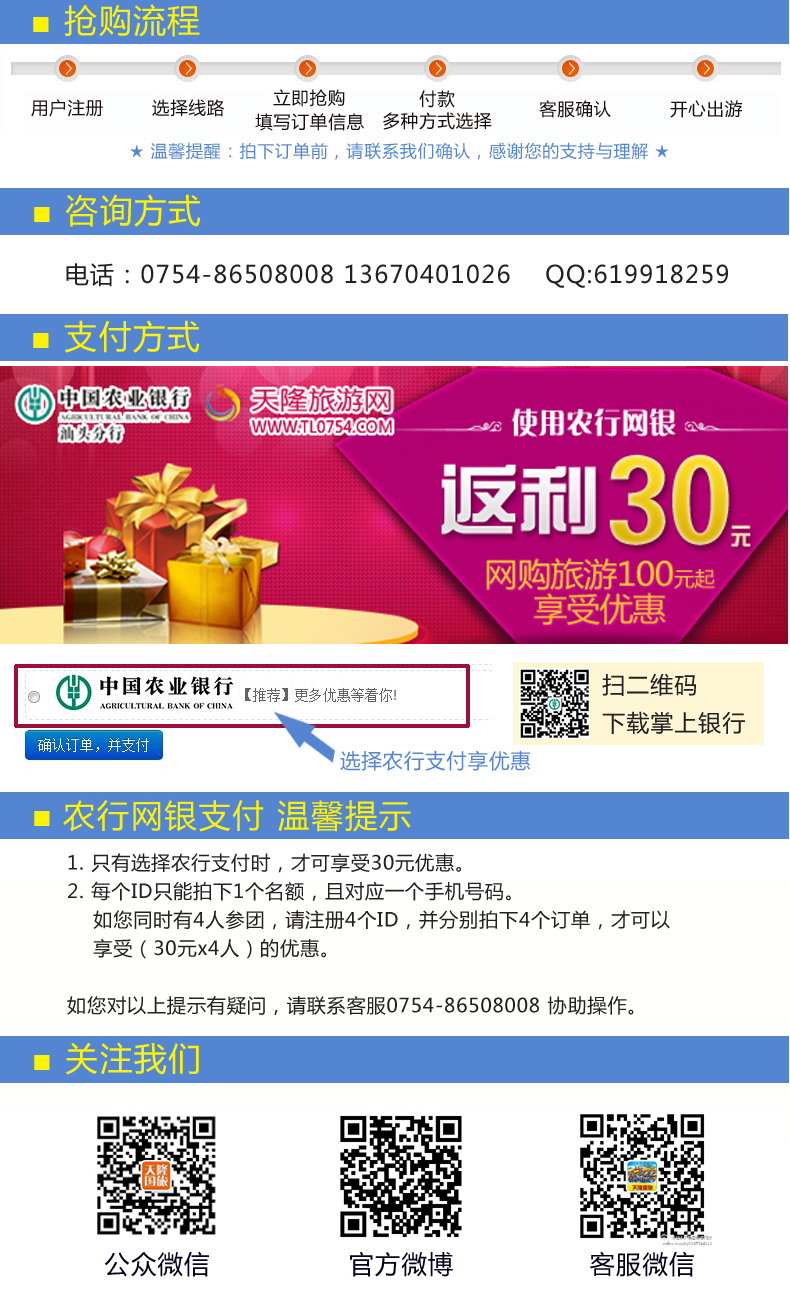 ■ 抢购流程
用户注册
选择线路
立即抢购
填写订单信息
付款
多种方式选择
客服确认
开心出游
★ 温馨提醒：拍下订单前，请联系我们确认，感谢您的支持与理解 ★
■ 咨询方式
电话：0754-86508008 13670401026 QQ:619918259
■ 支付方式
中国农业银行
AGRICULTURAL BANK OF CHINA
汕头分行
天隆旅游网
WWW.TL0754.COM
使用农行网银
返利30元
网购旅游100元起
享受优惠
中国农业银行
AGRICULTURAL BANK OF CHINA
【推荐】更多优惠等着你!
确认订单，并支付
选择农行支付享优惠
扫二维码
下载掌上银行
■ 农行网银支付 温馨提示
1. 只有选择农行支付时，才可享受30元优惠。
2. 每个ID只能拍下1个名额，且对应一个手机号码。
如您同时有4人参团，请注册4个ID，并分别拍下4个订单，才可以
享受（30元x4人）的优惠。
如您对以上提示有疑问，请联系客服0754-86508008 协助操作。
■ 关注我们
天隆
国旅
公众微信
官方微博
客服微信